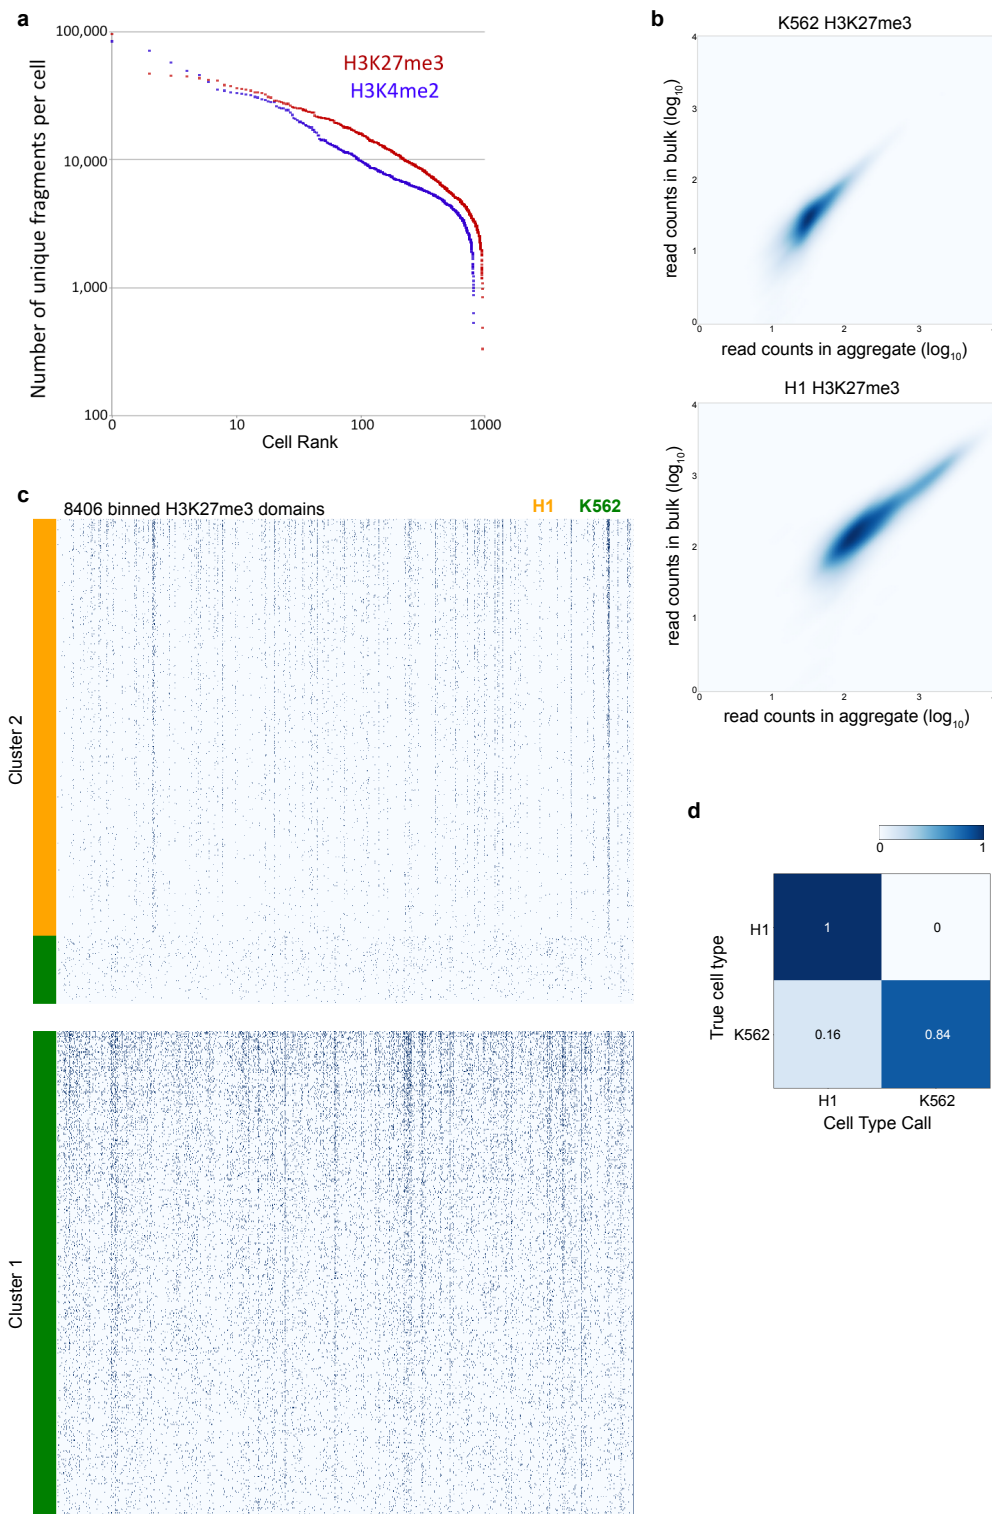 a
100,000
10,000
1,000
100
Number of unique fragments per cell
H3K27me3
H3K4me2
0
10
100
1000
Cell Rank
b
K562 H3K27me3
4
3
2
1
0
read counts in bulk (log10)
0
1
2
3
read counts in aggregate (log10)
H1 H3K27me3
4
3
2
1
0
read counts in bulk (log10)
0
1
2
3
read counts in aggregate (log10)
c
8406 binned H3K27me3 domains
H1
K562
Cluster 2
Cluster 1
d
0
1
True cell type
H1
1
0
K562
0.16
0.84
H1
K562
Cell Type Call